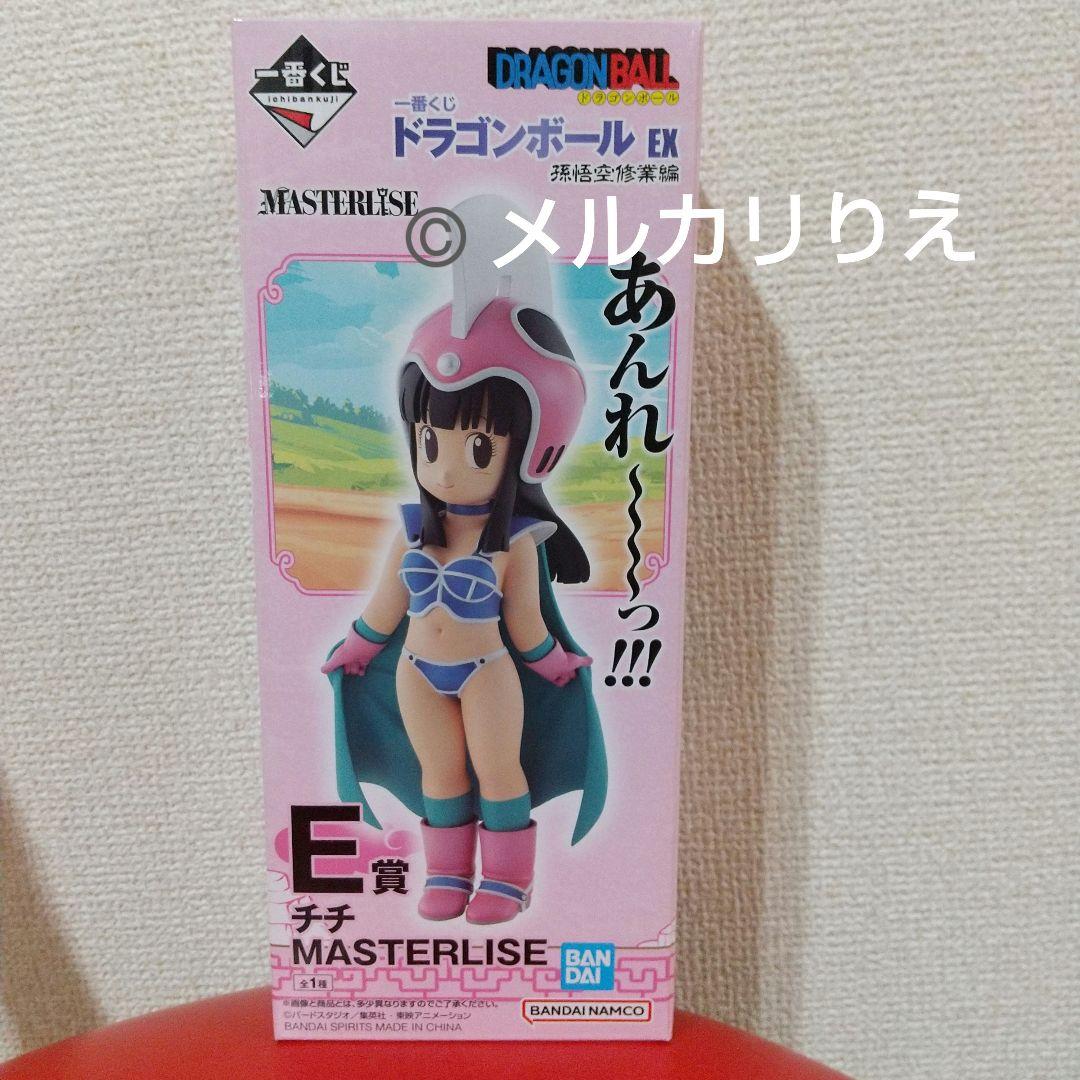 一番くじ
ichibankuji
DRAGON BALL
ドラゴンボール
一番くじ
ドラゴンボール EX
孫悟空修業編
MASTERLISE
© メルカリりえ
あんれ～～～っ!!!
E賞
チチ
MASTERLISE
BAN
DAI
全1種
※画像と商品とは、多少異なりますのでご了承ください。
©バードスタジオ／集英社・東映アニメーション
BANDAI SPIRITS MADE IN CHINA
BANDAI NAMCO